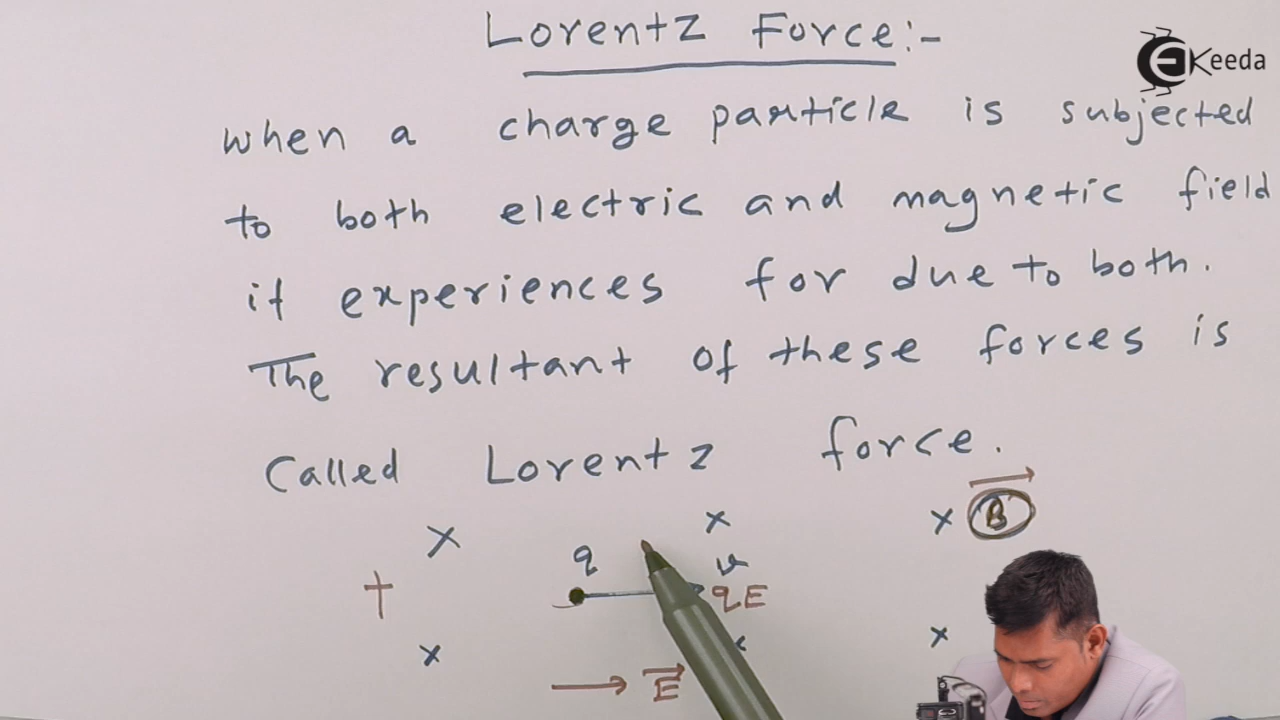 Lorentz Force:-
Keeda
when a charge particle is subjected
to both electric and magnetic field
it experiences for due to both.
The resultant of these forces is
Called Lorentz force.
x x x B
q v
+ qE
x x x
→ E